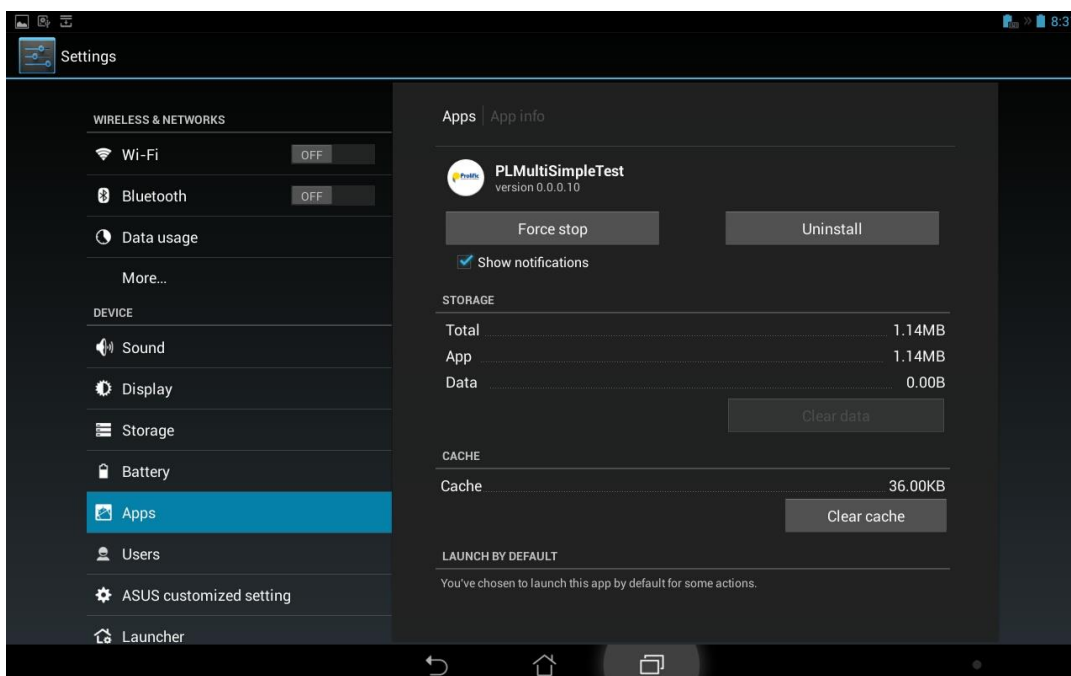 8:3
Settings
WIRELESS & NETWORKS
Wi-Fi OFF
Bluetooth OFF
Data usage
More...
DEVICE
Sound
Display
Storage
Battery
Apps
Users
ASUS customized setting
Launcher
Apps | App info
Prolific
PLMultiSimpleTest
version 0.0.0.10
Force stop Uninstall
Show notifications
STORAGE
Total 1.14MB
App 1.14MB
Data 0.00B
Clear data
CACHE
Cache 36.00KB
Clear cache
LAUNCH BY DEFAULT
You've chosen to launch this app by default for some actions.